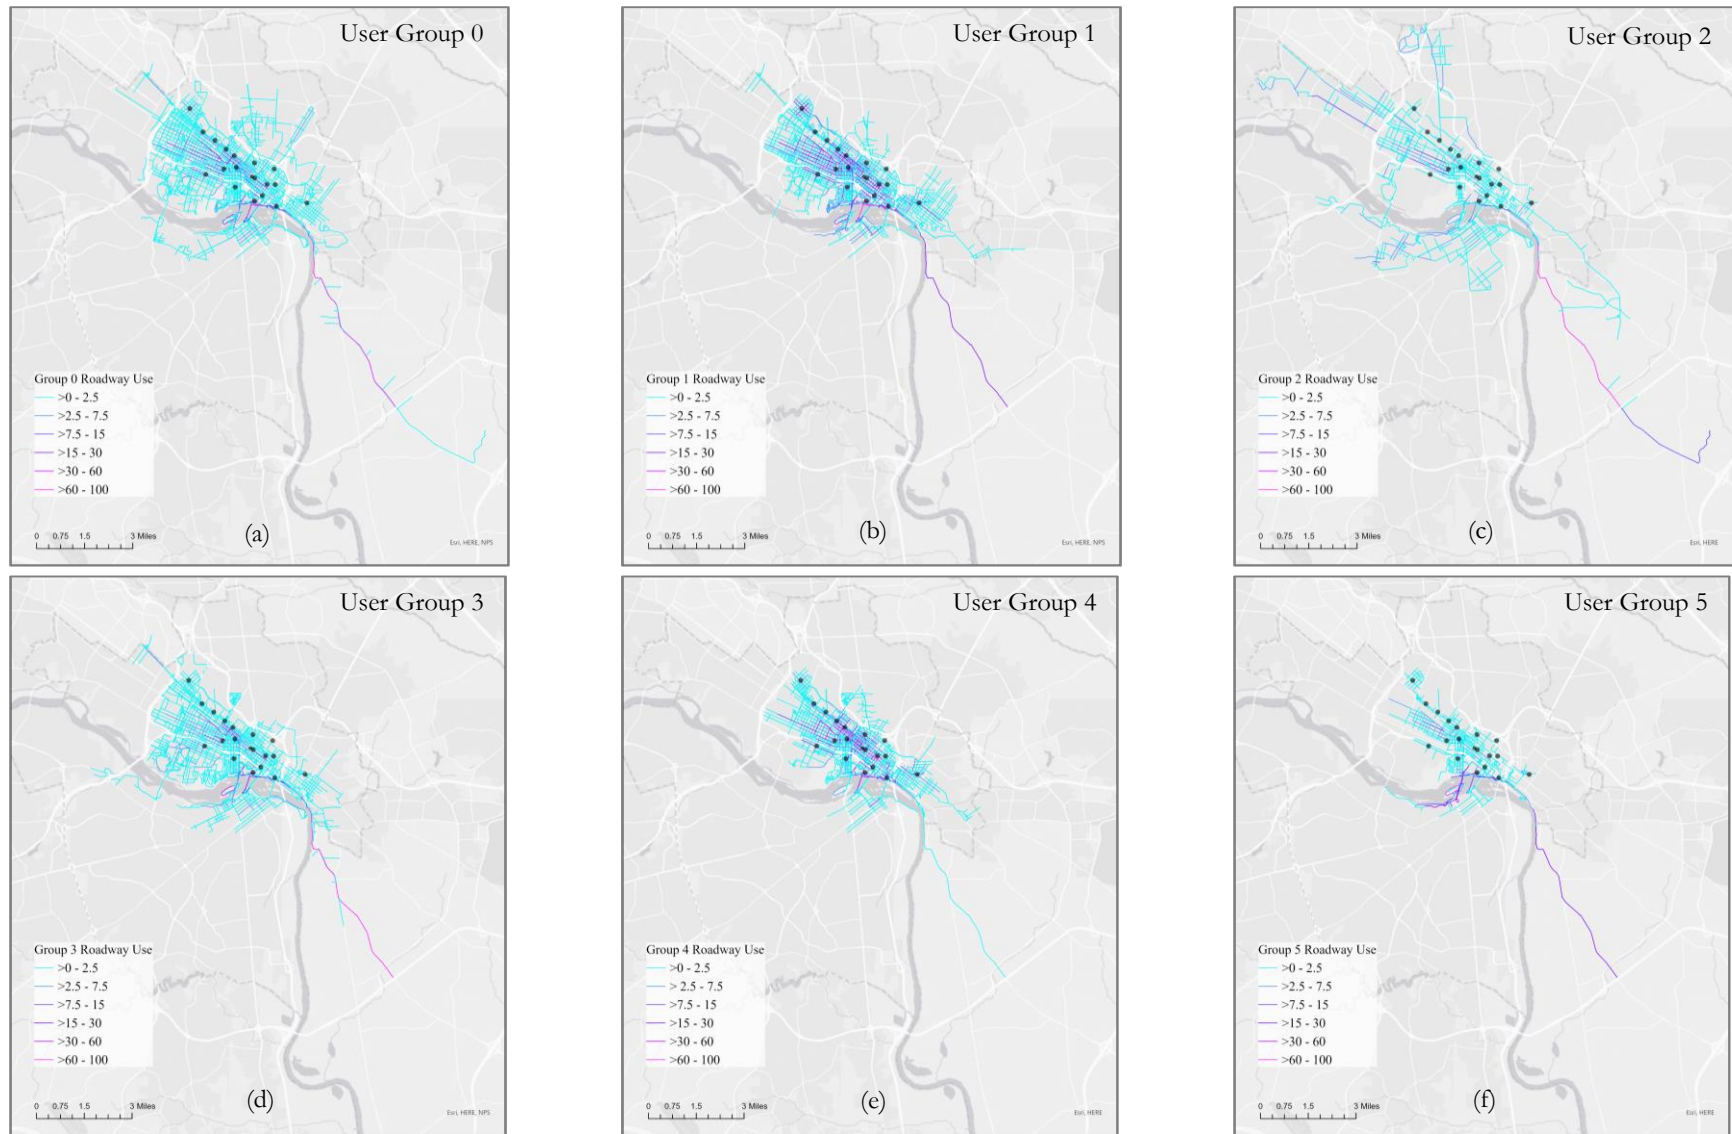 User Group 0
Group 0 Roadway Use
>0 - 2.5
>2.5 - 7.5
>7.5 - 15
>15 - 30
>30 - 60
>60 - 100
0 0.75 1.5 3 Miles
(a)
Esri, HERE, NPS
User Group 1
Group 1 Roadway Use
>0 - 2.5
>2.5 - 7.5
>7.5 - 15
>15 - 30
>30 - 60
>60 - 100
0 0.75 1.5 3 Miles
(b)
Esri, HERE, NPS
User Group 2
Group 2 Roadway Use
>0 - 2.5
>2.5 - 7.5
>7.5 - 15
>15 - 30
>30 - 60
>60 - 100
0 0.75 1.5 3 Miles
(c)
Esri, HERE
User Group 3
Group 3 Roadway Use
>0 - 2.5
>2.5 - 7.5
>7.5 - 15
>15 - 30
>30 - 60
>60 - 100
0 0.75 1.5 3 Miles
(d)
Esri, HERE, NPS
User Group 4
Group 4 Roadway Use
>0 - 2.5
> 2.5 - 7.5
>7.5 - 15
>15 - 30
>30 - 60
>60 - 100
0 0.75 1.5 3 Miles
(e)
Esri, HERE
User Group 5
Group 5 Roadway Use
>0 - 2.5
>2.5 - 7.5
>7.5 - 15
>15 - 30
>30 - 60
>60 - 100
0 0.75 1.5 3 Miles
(f)
Esri, HERE